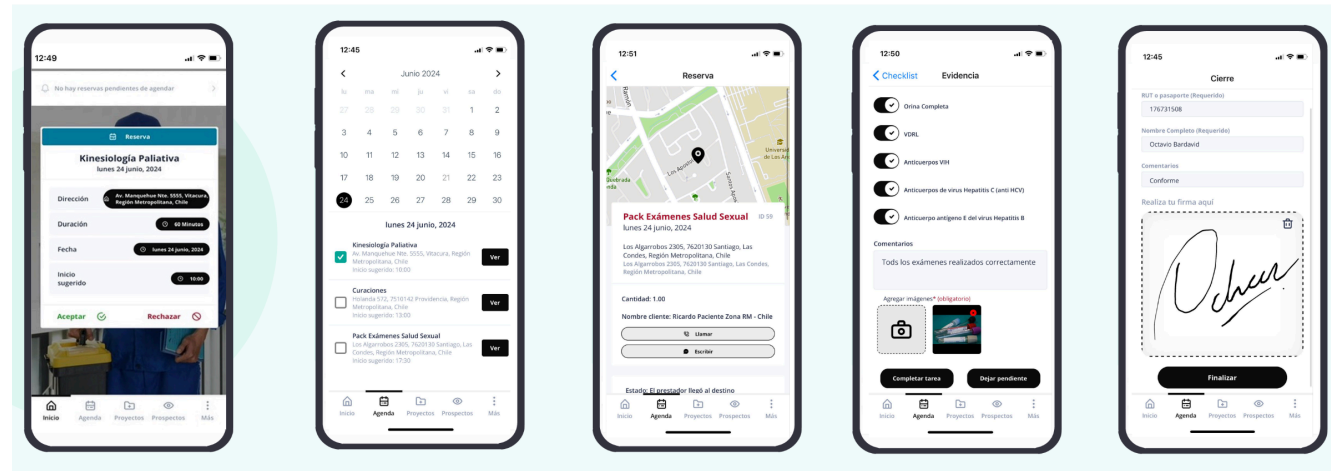 12:49
No hay reservas pendientes de agendar
Reserva
Kinesiología Paliativa
lunes 24 junio, 2024
Dirección
Av. Manquehue Nte. 5555, Vitacura,
Región Metropolitana, Chile
Duración
60 Minutos
Fecha
lunes 24 junio, 2024
Inicio
sugerido
10:00
Aceptar
Rechazar
Inicio Agenda Proyectos Prospectos Más
12:45
Junio 2024
lu ma mi ju vi sa do
27 28 29 30 31 1 2
3 4 5 6 7 8 9
10 11 12 13 14 15 16
17 18 19 20 21 22 23
24 25 26 27 28 29 30
lunes 24 junio, 2024
Kinesiología Paliativa
Av. Manquehue Nte. 5555, Vitacura, Región
Metropolitana, Chile
Inicio sugerido: 10:00
Ver
Curaciones
Holanda 572, 7510142 Providencia, Región
Metropolitana, Chile
Inicio sugerido: 13:00
Ver
Pack Exámenes Salud Sexual
Los Algarrobos 2305, 7620130 Santiago, Las
Condes, Región Metropolitana, Chile
Inicio sugerido: 17:30
Ver
Inicio Agenda Proyectos Prospectos Más
12:51
Reserva
Ramón
Universid
de Los An
Quebrada
Los Apóstol
Santos Após
Pack Exámenes Salud Sexual
ID 59
lunes 24 junio, 2024
Los Algarrobos 2305, 7620130 Santiago, Las
Condes, Región Metropolitana, Chile
Los Algarrobos 2305, 7620130 Santiago, Las Condes,
Región Metropolitana, Chile
Cantidad: 1.00
Nombre cliente: Ricardo Paciente Zona RM - Chile
Llamar
Escribir
Estado: El prestador llegó al destino
Inicio Agenda Proyectos Prospectos Más
12:50
Checklist
Evidencia
Orina Completa
VDRL
Anticuerpos VIH
Anticuerpos de virus Hepatitis C (anti HCV)
Anticuerpo antígeno E del virus Hepatitis B
Comentarios
Tods los exámenes realizados correctamente
Agregar imágenes* (obligatorio)
Completar tarea
Dejar pendiente
Inicio Agenda Proyectos Prospectos Más
12:45
Cierre
RUT o pasaporte (Requerido)
176731508
Nombre Completo (Requerido)
Octavio Bardavid
Comentarios
Conforme
Realiza tu firma aquí
Finalizar
Inicio Agenda Proyectos Prospectos Más